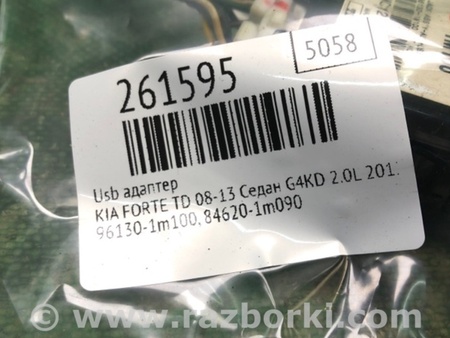 5058
261595
Usb адаптер
KIA FORTE TD 08-13 Седан G4KD 2.0L
96130-1m100, 84620-1m090
© www.razborki.com